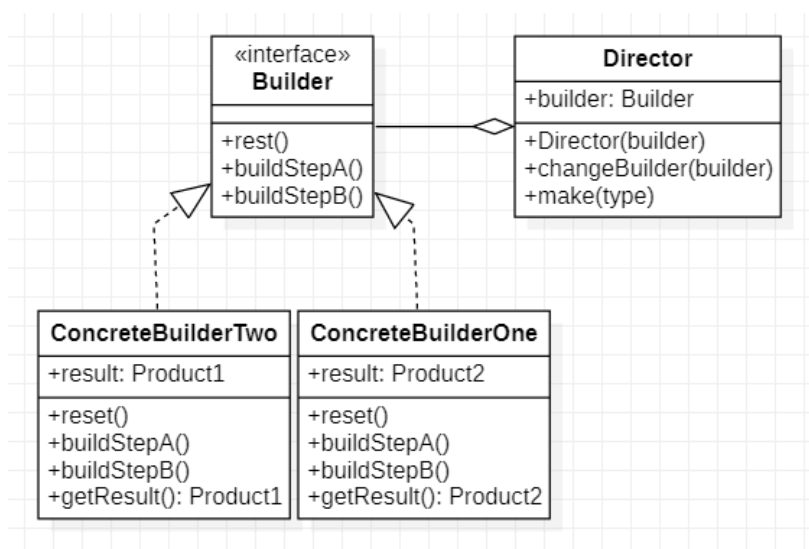 «interface»
Builder
+rest()
+buildStepA()
+buildStepB()
Director
+builder: Builder
+Director(builder)
+changeBuilder(builder)
+make(type)
ConcreteBuilderTwo
+result: Product1
+reset()
+buildStepA()
+buildStepB()
+getResult(): Product1
ConcreteBuilderOne
+result: Product2
+reset()
+buildStepA()
+buildStepB()
+getResult(): Product2